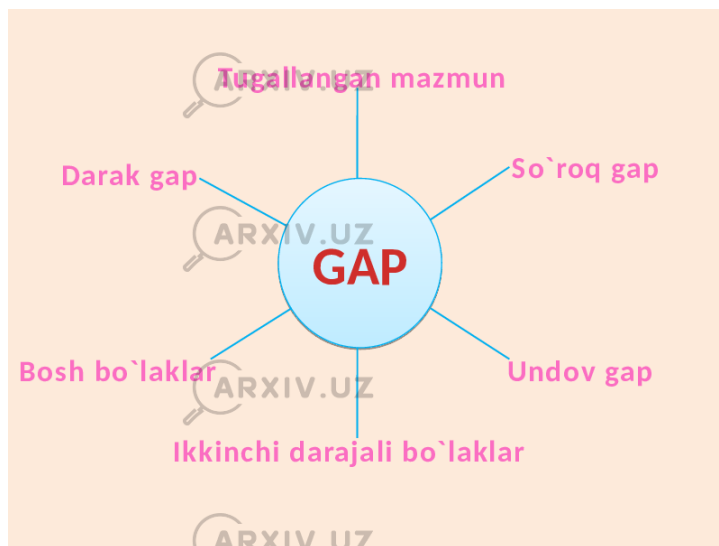 Tugallangan mazmun
ARXIV.UZ
So`roq gap
Darak gap
ARXIV.UZ
GAP
Bosh bo`laklar
Undov gap
ARXIV.UZ
Ikkinchi darajali bo`laklar
ARXIV.UZ